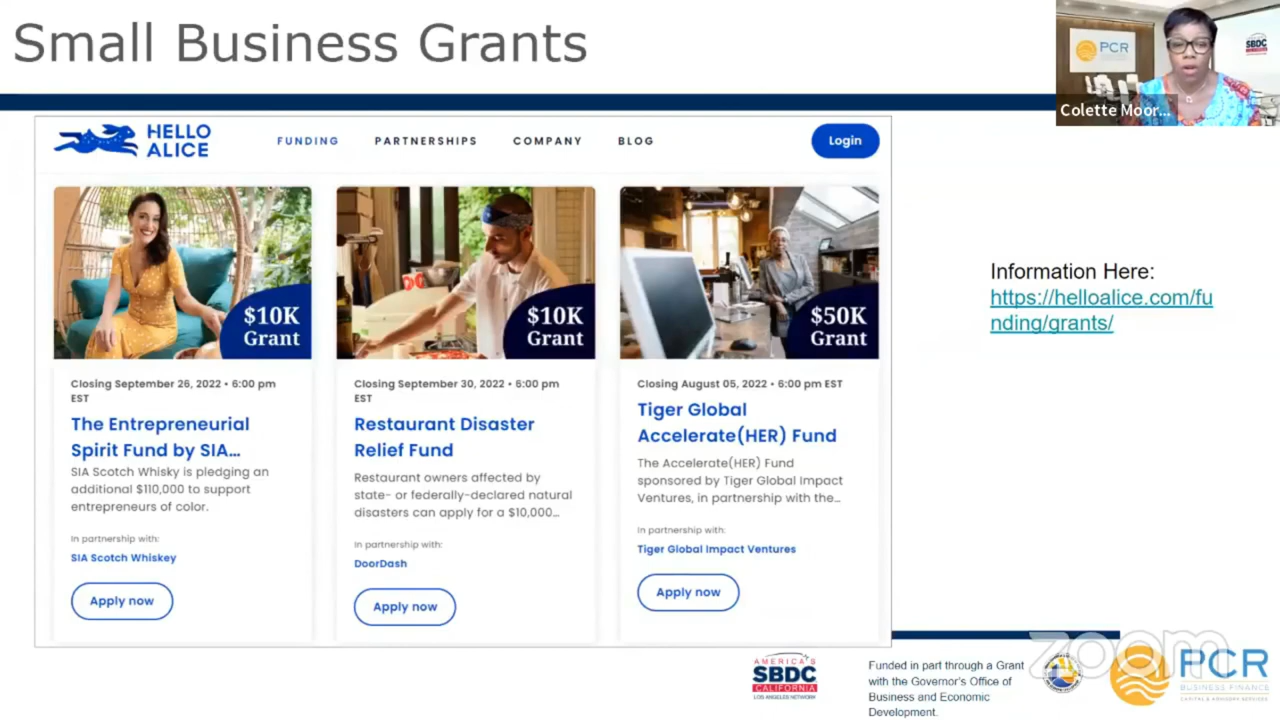 Small Business Grants
PCR
SBDC
Colette Moor...
HELLO
ALICE
FUNDING
PARTNERSHIPS
COMPANY
BLOG
Login
$10K
Grant
$10K
Grant
$50K
Grant
Closing September 26, 2022 • 6:00 pm
EST
The Entrepreneurial
Spirit Fund by SIA...
SIA Scotch Whisky is pledging an
additional $110,000 to support
entrepreneurs of color.
In partnership with:
SIA Scotch Whiskey
Apply now
Closing September 30, 2022 • 6:00 pm
EST
Restaurant Disaster
Relief Fund
Restaurant owners affected by
state- or federally-declared natural
disasters can apply for a $10,000...
In partnership with:
DoorDash
Apply now
Closing August 05, 2022 • 6:00 pm EST
Tiger Global
Accelerate(HER) Fund
The Accelerate(HER) Fund
sponsored by Tiger Global Impact
Ventures, in partnership with the...
In partnership with:
Tiger Global Impact Ventures
Apply now
Information Here:
https://helloalice.com/fu
nding/grants/
AMERICA'S
SBDC
CALIFORNIA
LOS ANGELES NETWORK
Funded in part through a Grant
with the Governor's Office of
Business and Economic
Development.
zoom
PCR
BUSINESS FINANCE
CAPITAL & ADVISORY SERVICES